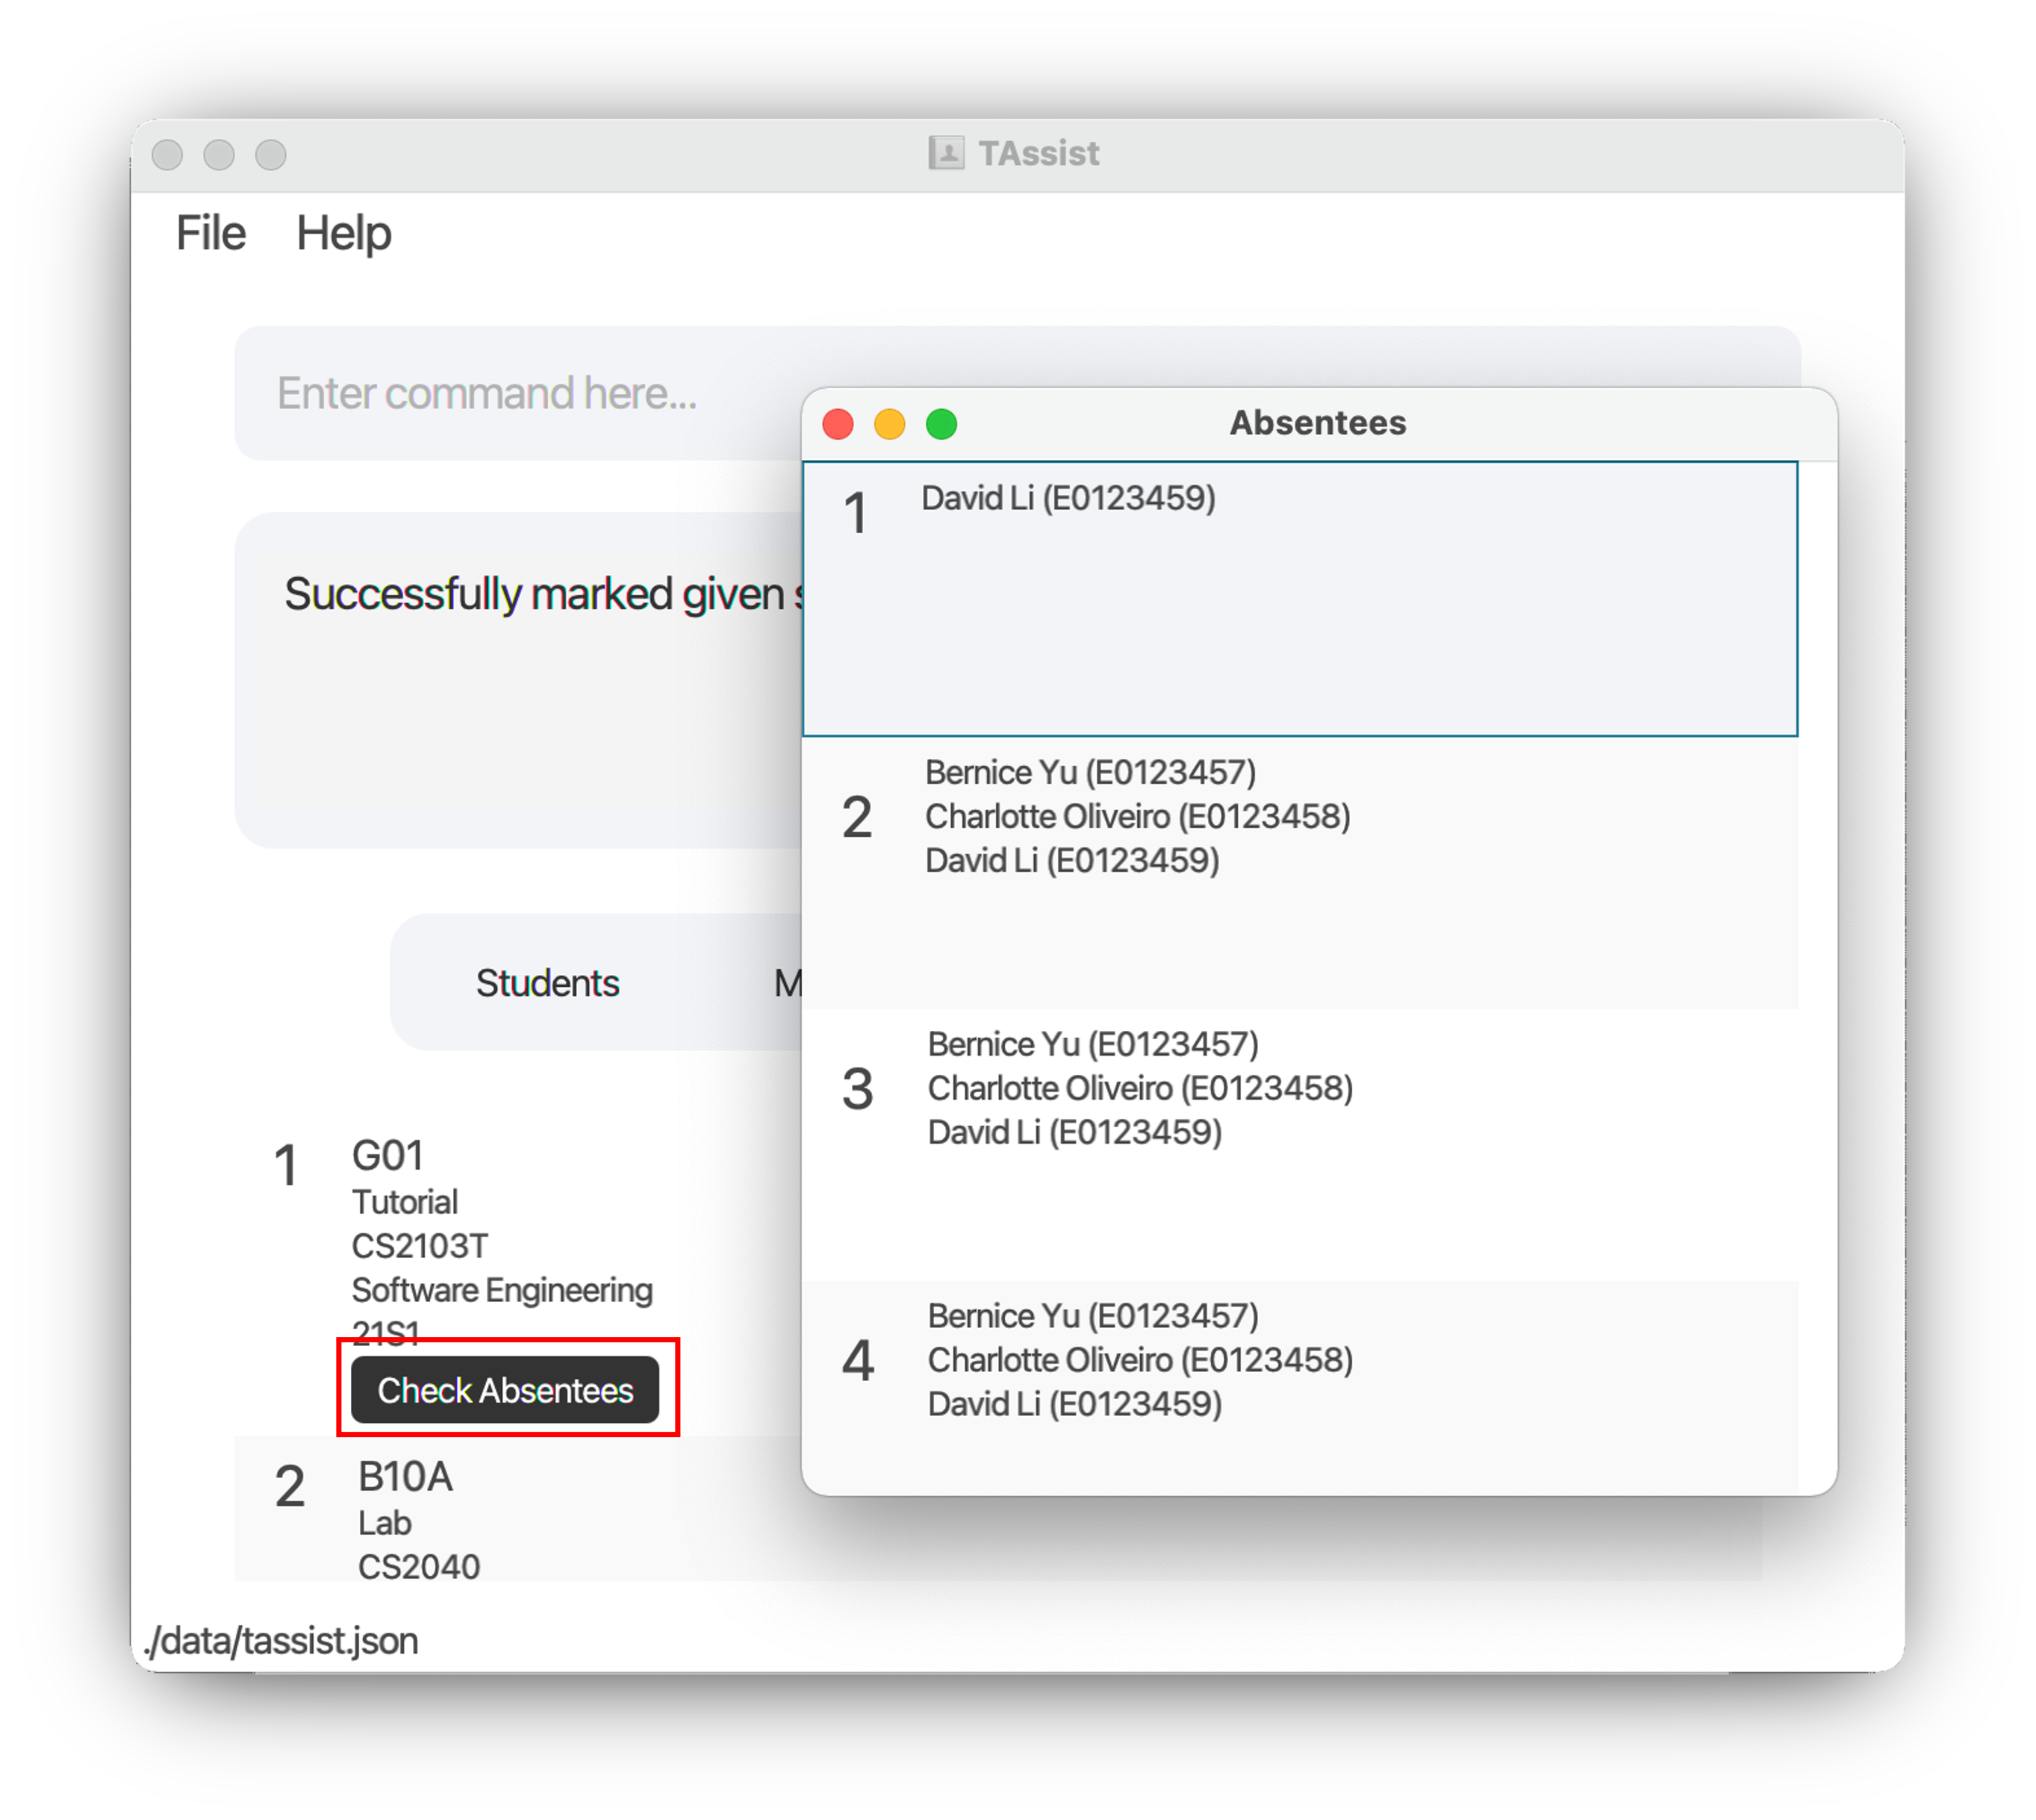 TAssist
File Help
Enter command here...
Successfully marked given
Students
1
G01
Tutorial
CS2103T
Software Engineering
21S1
Check Absentees
2
B10A
Lab
CS2040
./data/tassist.json
Absentees
1
David Li (E0123459)
2
Bernice Yu (E0123457)
Charlotte Oliveiro (E0123458)
David Li (E0123459)
3
Bernice Yu (E0123457)
Charlotte Oliveiro (E0123458)
David Li (E0123459)
4
Bernice Yu (E0123457)
Charlotte Oliveiro (E0123458)
David Li (E0123459)